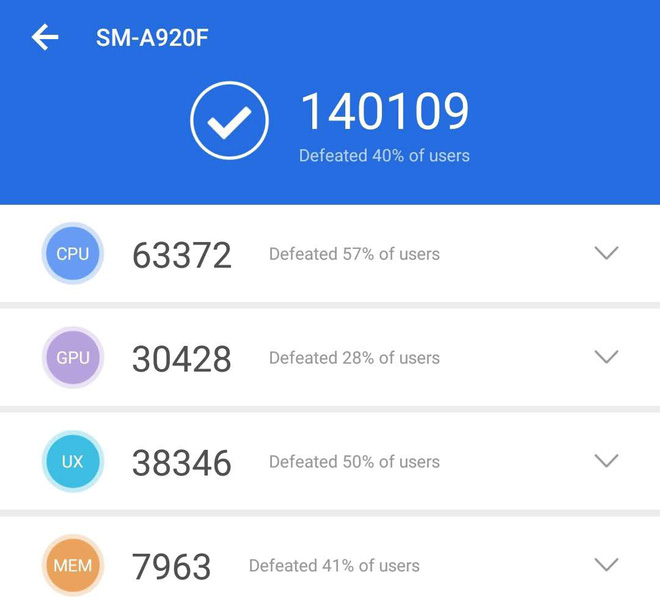 SM-A920F
140109
Defeated 40% of users
CPU 63372 Defeated 57% of users
GPU 30428 Defeated 28% of users
UX 38346 Defeated 50% of users
MEM 7963 Defeated 41% of users